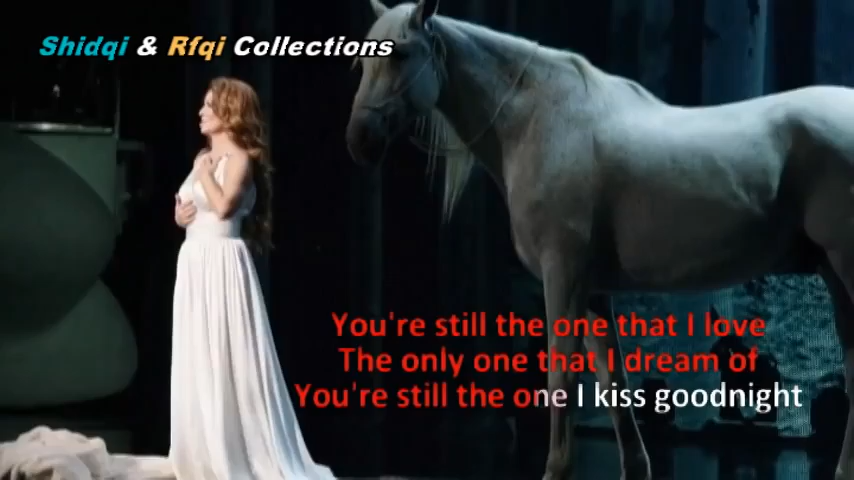 Shidqi & Rfqi Collections
You're still the one that I love
The only one that I dream of
You're still the one I kiss goodnight